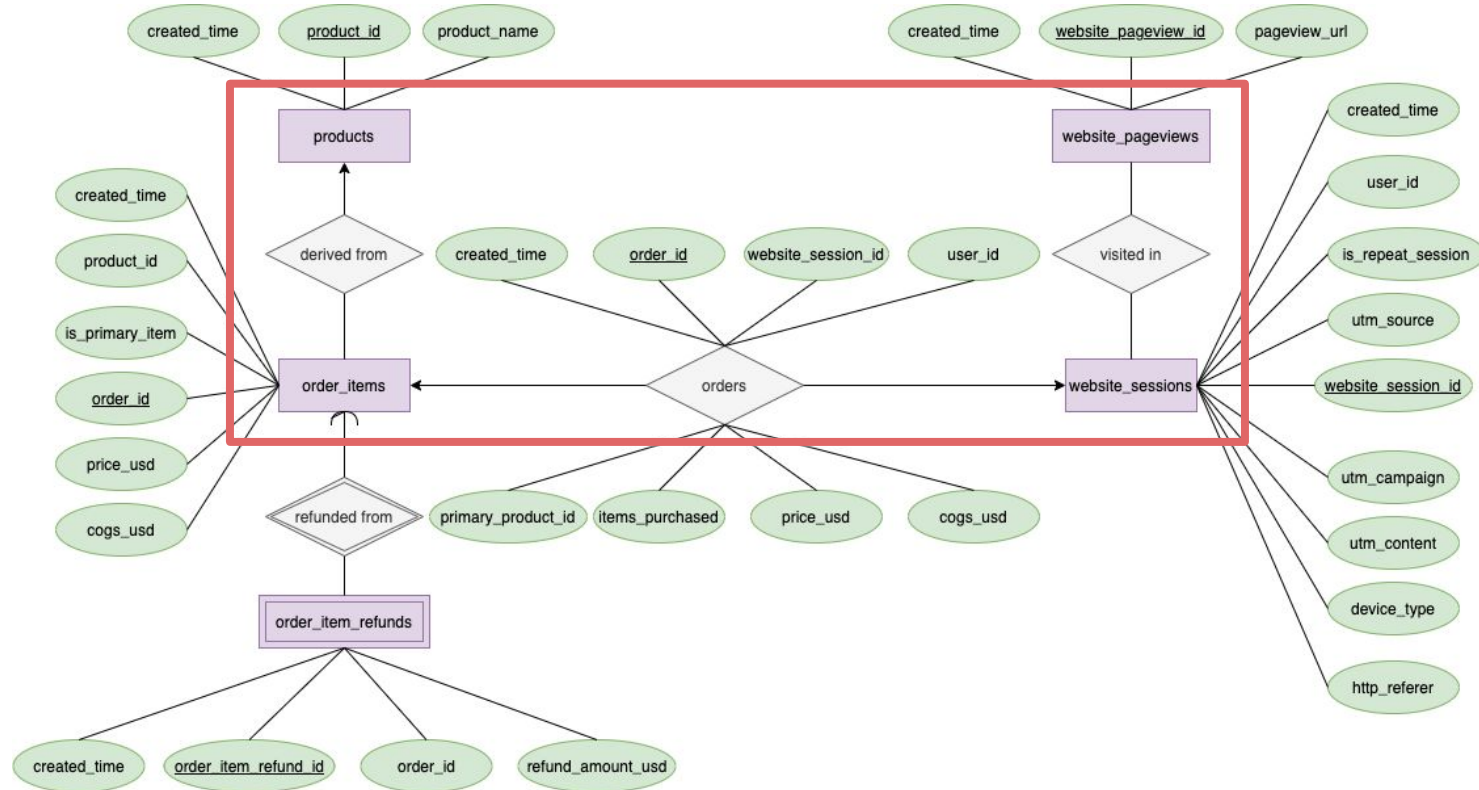 created_time
product_id
product_name
created_time
website_pageview_id
pageview_url
products
website_pageviews
created_time
user_id
is_repeat_session
utm_source
website_session_id
utm_campaign
utm_content
device_type
http_referer
created_time
product_id
is_primary_item
order_id
price_usd
cogs_usd
derived from
created_time
order_id
website_session_id
user_id
visited in
order_items
orders
website_sessions
refunded from
primary_product_id
items_purchased
price_usd
cogs_usd
order_item_refunds
created_time
order_item_refund_id
order_id
refund_amount_usd